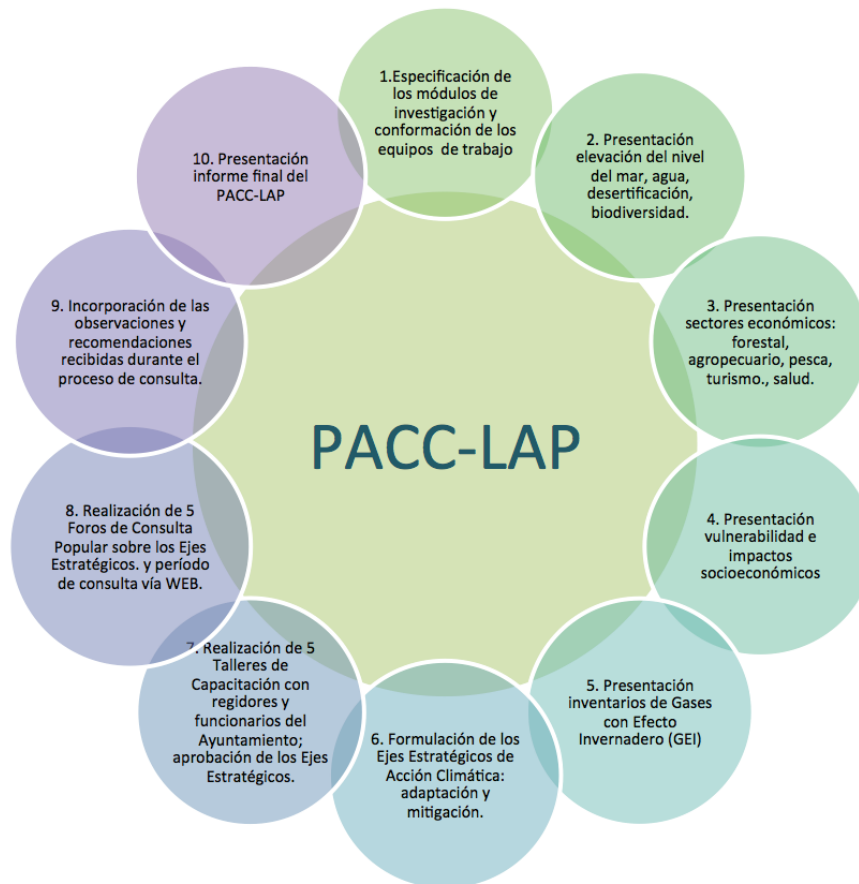 1.Especificación de
los módulos de
investigación y
conformación de los
equipos de trabajo
2. Presentación
elevación del nivel
del mar, agua,
desertificación,
biodiversidad.
3. Presentación
sectores económicos:
forestal,
agropecuario, pesca,
turismo., salud.
4. Presentación
vulnerabilidad e
impactos
socioeconómicos
5. Presentación
inventarios de Gases
con Efecto
Invernadero (GEI)
6. Formulación de los
Ejes Estratégicos de
Acción Climática:
adaptación y
mitigación.
7. Realización de 5
Talleres de
Capacitación con
regidores y
funcionarios del
Ayuntamiento;
aprobación de los Ejes
Estratégicos.
8. Realización de 5
Foros de Consulta
Popular sobre los Ejes
Estratégicos. y período
de consulta vía WEB.
9. Incorporación de las
observaciones y
recomendaciones
recibidas durante el
proceso de consulta.
10. Presentación
informe final del
PACC-LAP
PACC-LAP